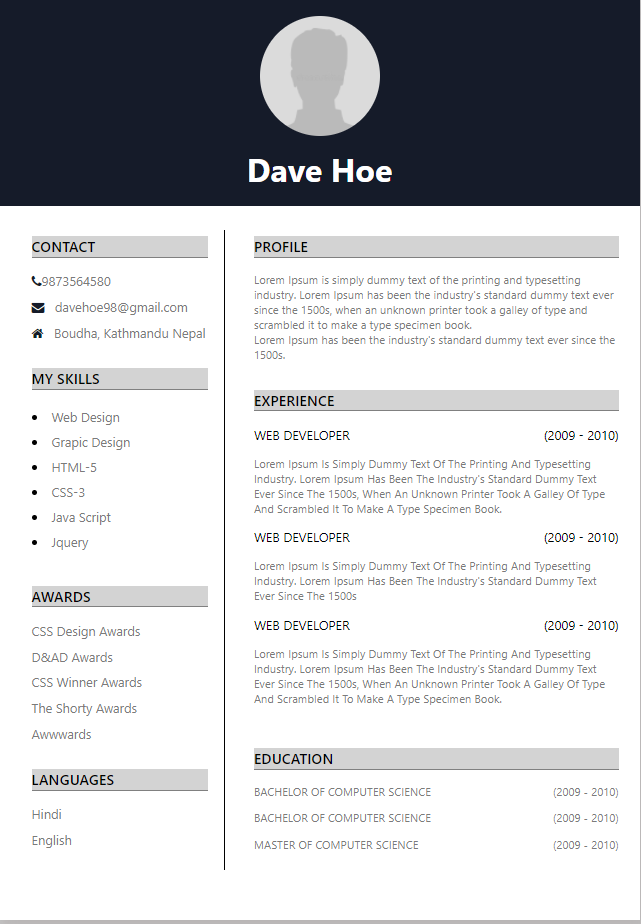 Dave Hoe
CONTACT
9873564580
davehoe98@gmail.com
Boudha, Kathmandu Nepal
MY SKILLS
Web Design
Grapic Design
HTML-5
CSS-3
Java Script
Jquery
AWARDS
CSS Design Awards
D&AD Awards
CSS Winner Awards
The Shorty Awards
Awwwards
LANGUAGES
Hindi
English
PROFILE
Lorem Ipsum is simply dummy text of the printing and typesetting
industry. Lorem Ipsum has been the industry's standard dummy text ever
since the 1500s, when an unknown printer took a galley of type and
scrambled it to make a type specimen book.
Lorem Ipsum has been the industry's standard dummy text ever since the
1500s.
EXPERIENCE
WEB DEVELOPER (2009 - 2010)
Lorem Ipsum Is Simply Dummy Text Of The Printing And Typesetting
Industry. Lorem Ipsum Has Been The Industry's Standard Dummy Text
Ever Since The 1500s, When An Unknown Printer Took A Galley Of Type
And Scrambled It To Make A Type Specimen Book.
WEB DEVELOPER (2009 - 2010)
Lorem Ipsum Is Simply Dummy Text Of The Printing And Typesetting
Industry. Lorem Ipsum Has Been The Industry's Standard Dummy Text
Ever Since The 1500s
WEB DEVELOPER (2009 - 2010)
Lorem Ipsum Is Simply Dummy Text Of The Printing And Typesetting
Industry. Lorem Ipsum Has Been The Industry's Standard Dummy Text
Ever Since The 1500s, When An Unknown Printer Took A Galley Of Type
And Scrambled It To Make A Type Specimen Book.
EDUCATION
BACHELOR OF COMPUTER SCIENCE (2009 - 2010)
BACHELOR OF COMPUTER SCIENCE (2009 - 2010)
MASTER OF COMPUTER SCIENCE (2009 - 2010)